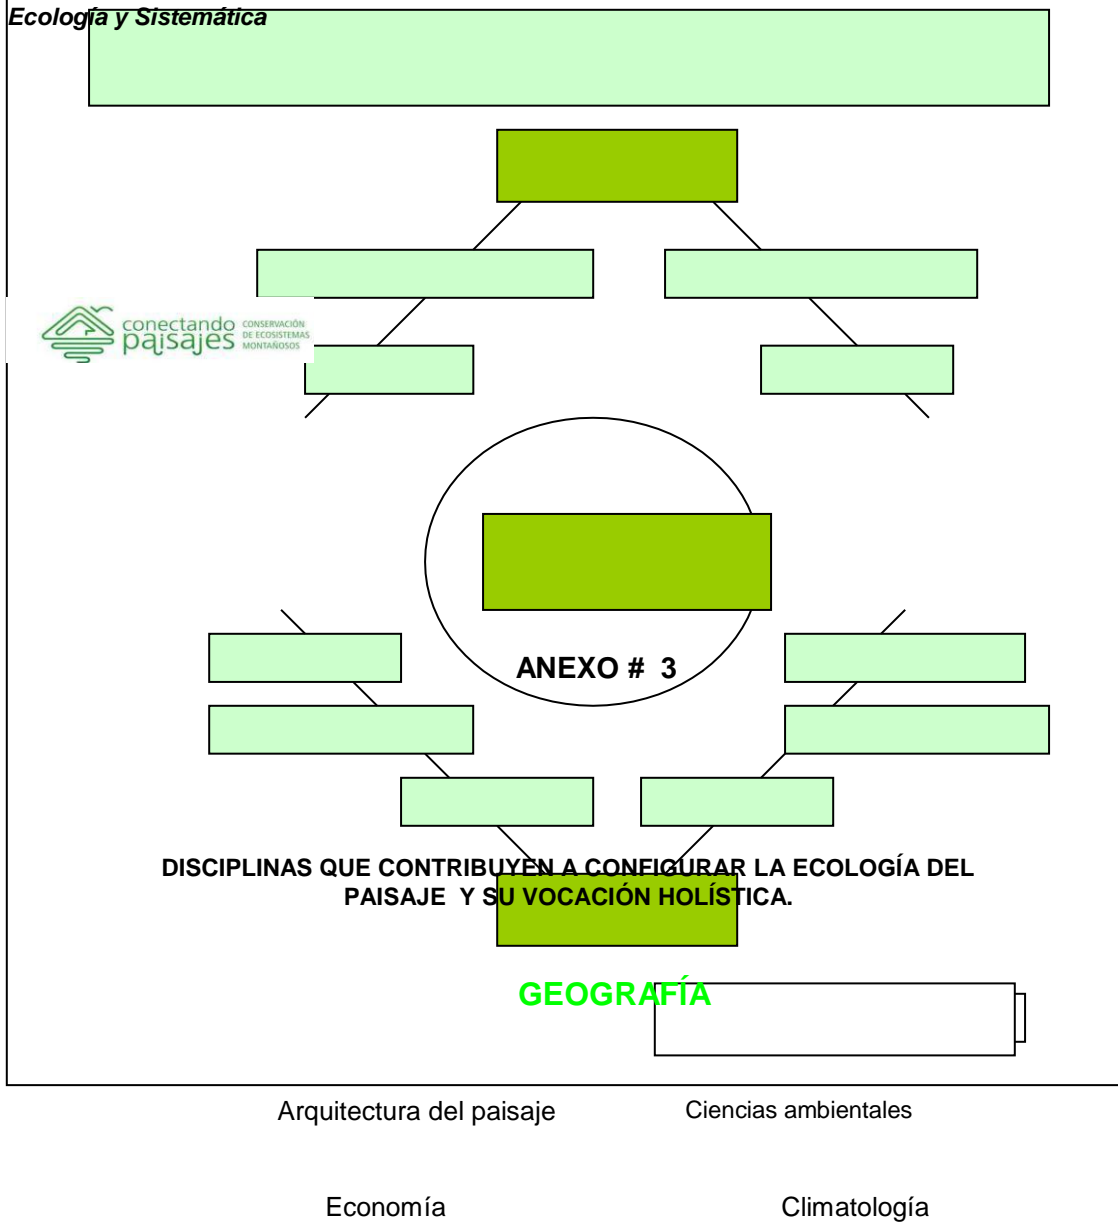 Ecología y Sistemática
conectando
paisajes
CONSERVACIÓN
DE ECOSISTEMAS
MONTAÑOSOS
ANEXO # 3
DISCIPLINAS QUE CONTRIBUYEN A CONFIGURAR LA ECOLOGÍA DEL
PAISAJE Y SU VOCACIÓN HOLÍSTICA.
GEOGRAFÍA
Arquitectura del paisaje
Ciencias ambientales
Economía
Climatología